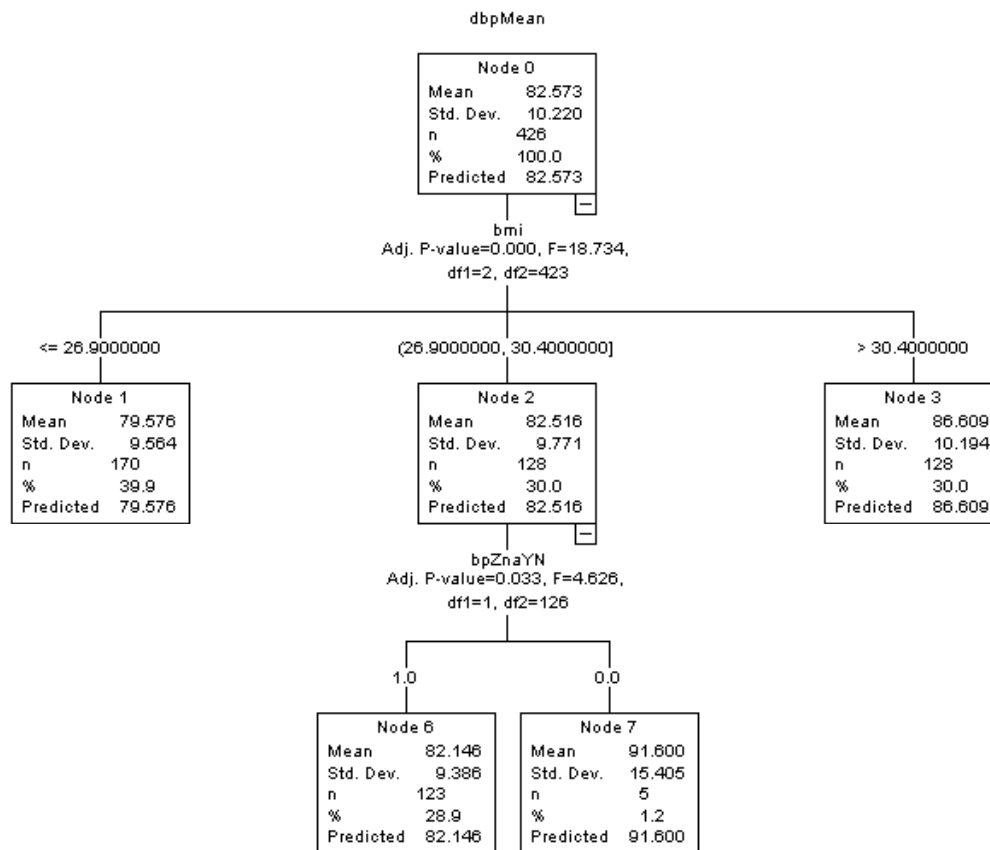 dbpMean
Node 0
Mean 82.573
Std. Dev. 10.220
n 426
% 100.0
Predicted 82.573
bmi
Adj. P-value=0.000, F=18.734,
df1=2, df2=423
<= 26.9000000
(26.9000000, 30.4000000]
> 30.4000000
Node 1
Mean 79.576
Std. Dev. 9.564
n 170
% 39.9
Predicted 79.576
Node 2
Mean 82.516
Std. Dev. 9.771
n 128
% 30.0
Predicted 82.516
Node 3
Mean 86.609
Std. Dev. 10.194
n 128
% 30.0
Predicted 86.609
bpZnaYN
Adj. P-value=0.033, F=4.626,
df1=1, df2=126
1.0
0.0
Node 6
Mean 82.146
Std. Dev. 9.386
n 123
% 28.9
Predicted 82.146
Node 7
Mean 91.600
Std. Dev. 15.405
n 5
% 1.2
Predicted 91.600